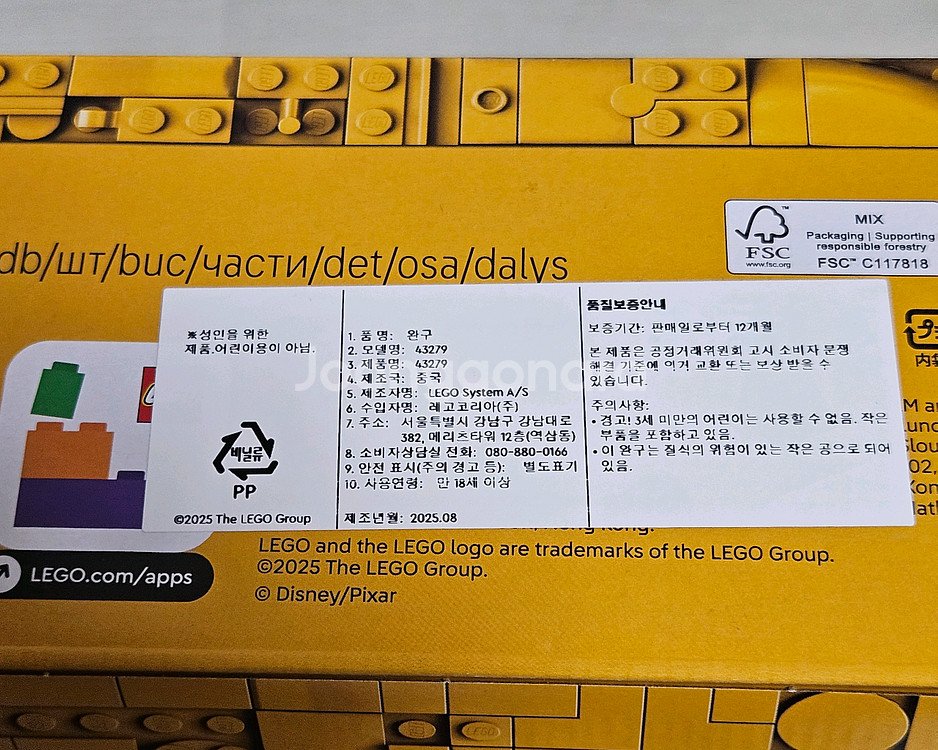 db/шт/buc/части/det/osa/dalys
MIX
Packaging | Supporting
responsible forestry
FSC™ C117818
FSC
www.fsc.org
※성인을 위한
제품.어린이용이 아님.
비닐류
PP
©2025 The LEGO Group
1. 품 명: 완구
2. 모델명: 43279
3. 제품명: 43279
4. 제조국: 중국
5. 제조자명: LEGO System A/S
6. 수입자명: 레고코리아(주)
7. 주소: 서울특별시 강남구 강남대로
382, 메리츠타워 12층(역삼동)
8. 소비자상담실 전화: 080-880-0166
9. 안전 표시(주의 경고 등): 별도표기
10. 사용연령: 만 18세 이상
제조년월: 2025.08
품질보증안내
보증기간: 판매일로부터 12개월
본 제품은 공정거래위원회 고시 소비자 분쟁
해결 기준에 의거 교환 또는 보상 받을 수
있습니다.
주의사항:
• 경고! 3세 미만의 어린이는 사용할 수 없음. 작은
부품을 포함하고 있음.
• 이 완구는 질식의 위험이 있는 작은 공으로 되어
있음.
LEGO and the LEGO logo are trademarks of the LEGO Group.
©2025 The LEGO Group.
© Disney/Pixar
LEGO.com/apps